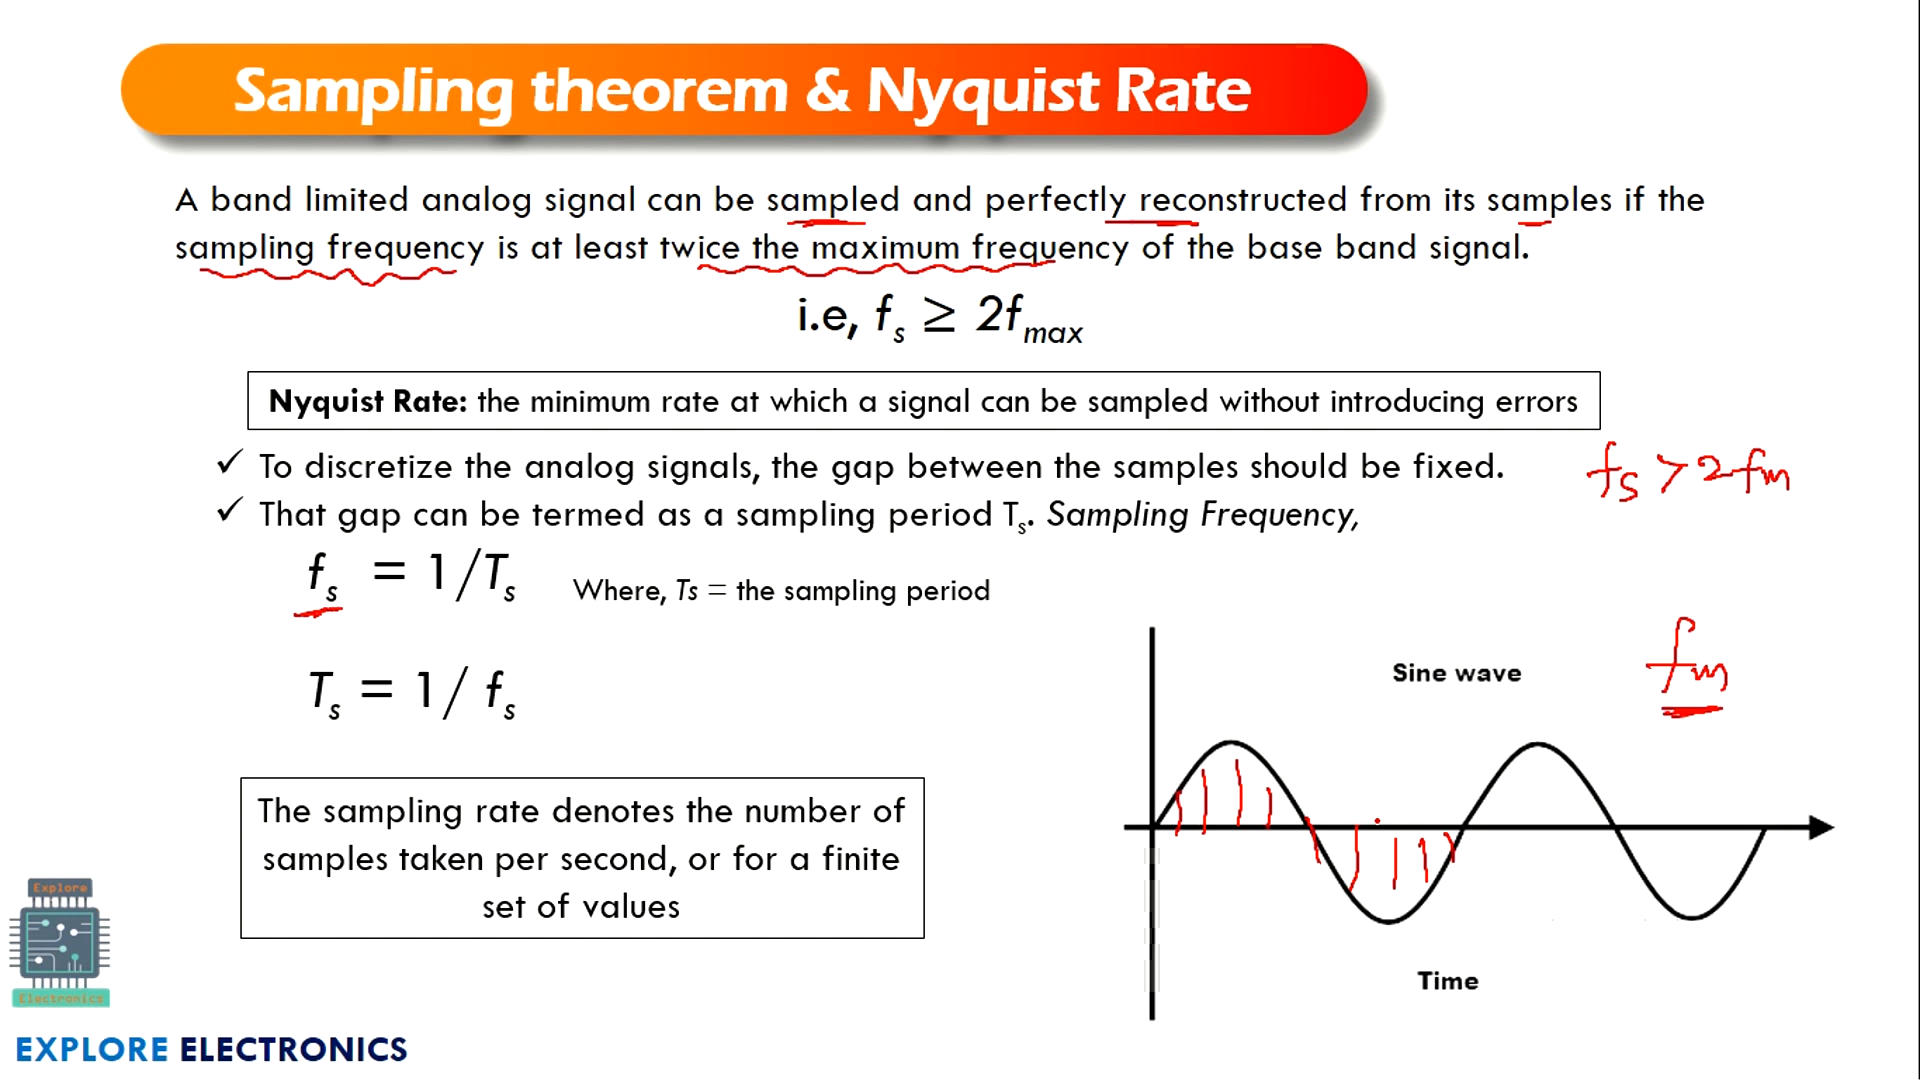 Sampling theorem & Nyquist Rate
A band limited analog signal can be sampled and perfectly reconstructed from its samples if the
sampling frequency is at least twice the maximum frequency of the base band signal.
i.e, fs ≥ 2fmax
Nyquist Rate: the minimum rate at which a signal can be sampled without introducing errors
✓ To discretize the analog signals, the gap between the samples should be fixed.
fs > 2fm
✓ That gap can be termed as a sampling period Ts. Sampling Frequency,
fs = 1/Ts Where, Ts = the sampling period
Ts = 1/ fs
Sine wave
fm
The sampling rate denotes the number of
samples taken per second, or for a finite
set of values
Time
Explore
Electronics
EXPLORE ELECTRONICS